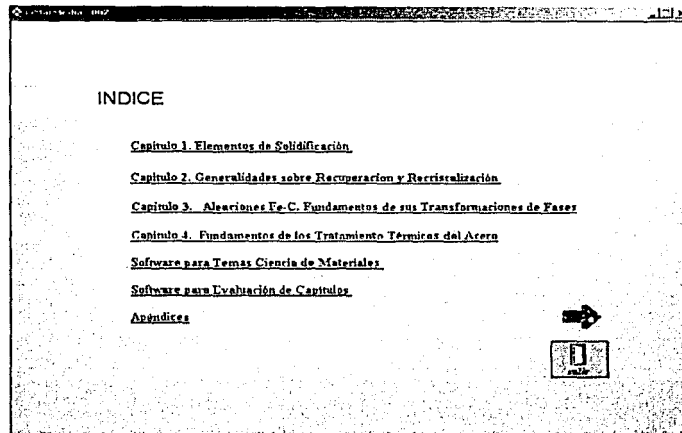 INDICE
Capitulo 1. Elementos de Solidificación
Capitulo 2. Generalidades sobre Recuperacion y Recristalización
Capitulo 3. Aleaciones Fe-C. Fundamentos de sus Transformaciones de Fases
Capitulo 4. Fundamentos de los Tratamiento Térmicos del Acero
Software para Temas Ciencia de Materiales
Software para Evaluación de Capítulos
Apéndices
salir